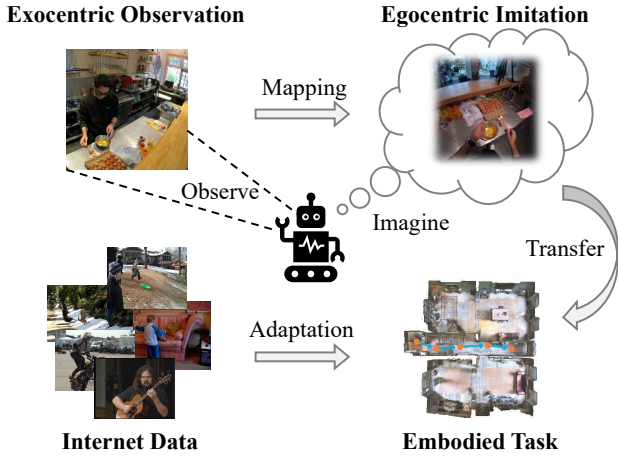 Exocentric Observation
Egocentric Imitation
Mapping
Observe
Imagine
Transfer
Adaptation
Internet Data
Embodied Task